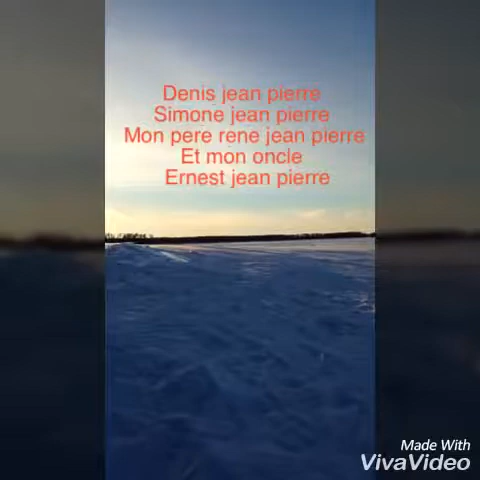 Denis jean pierre
Simone jean pierre
Mon pere rene jean pierre
Et mon oncle
Ernest jean pierre
Made With
VivaVideo